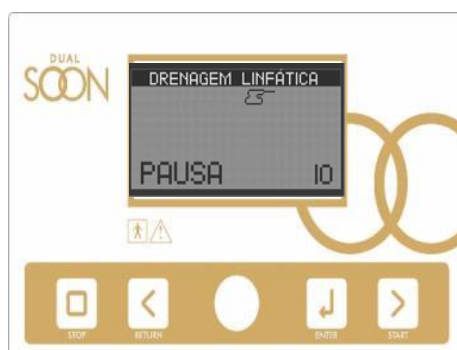 DUAL
SOON
DRENAGEM LINFÁTICA
PAUSA 10
STOP RETURN ENTER START